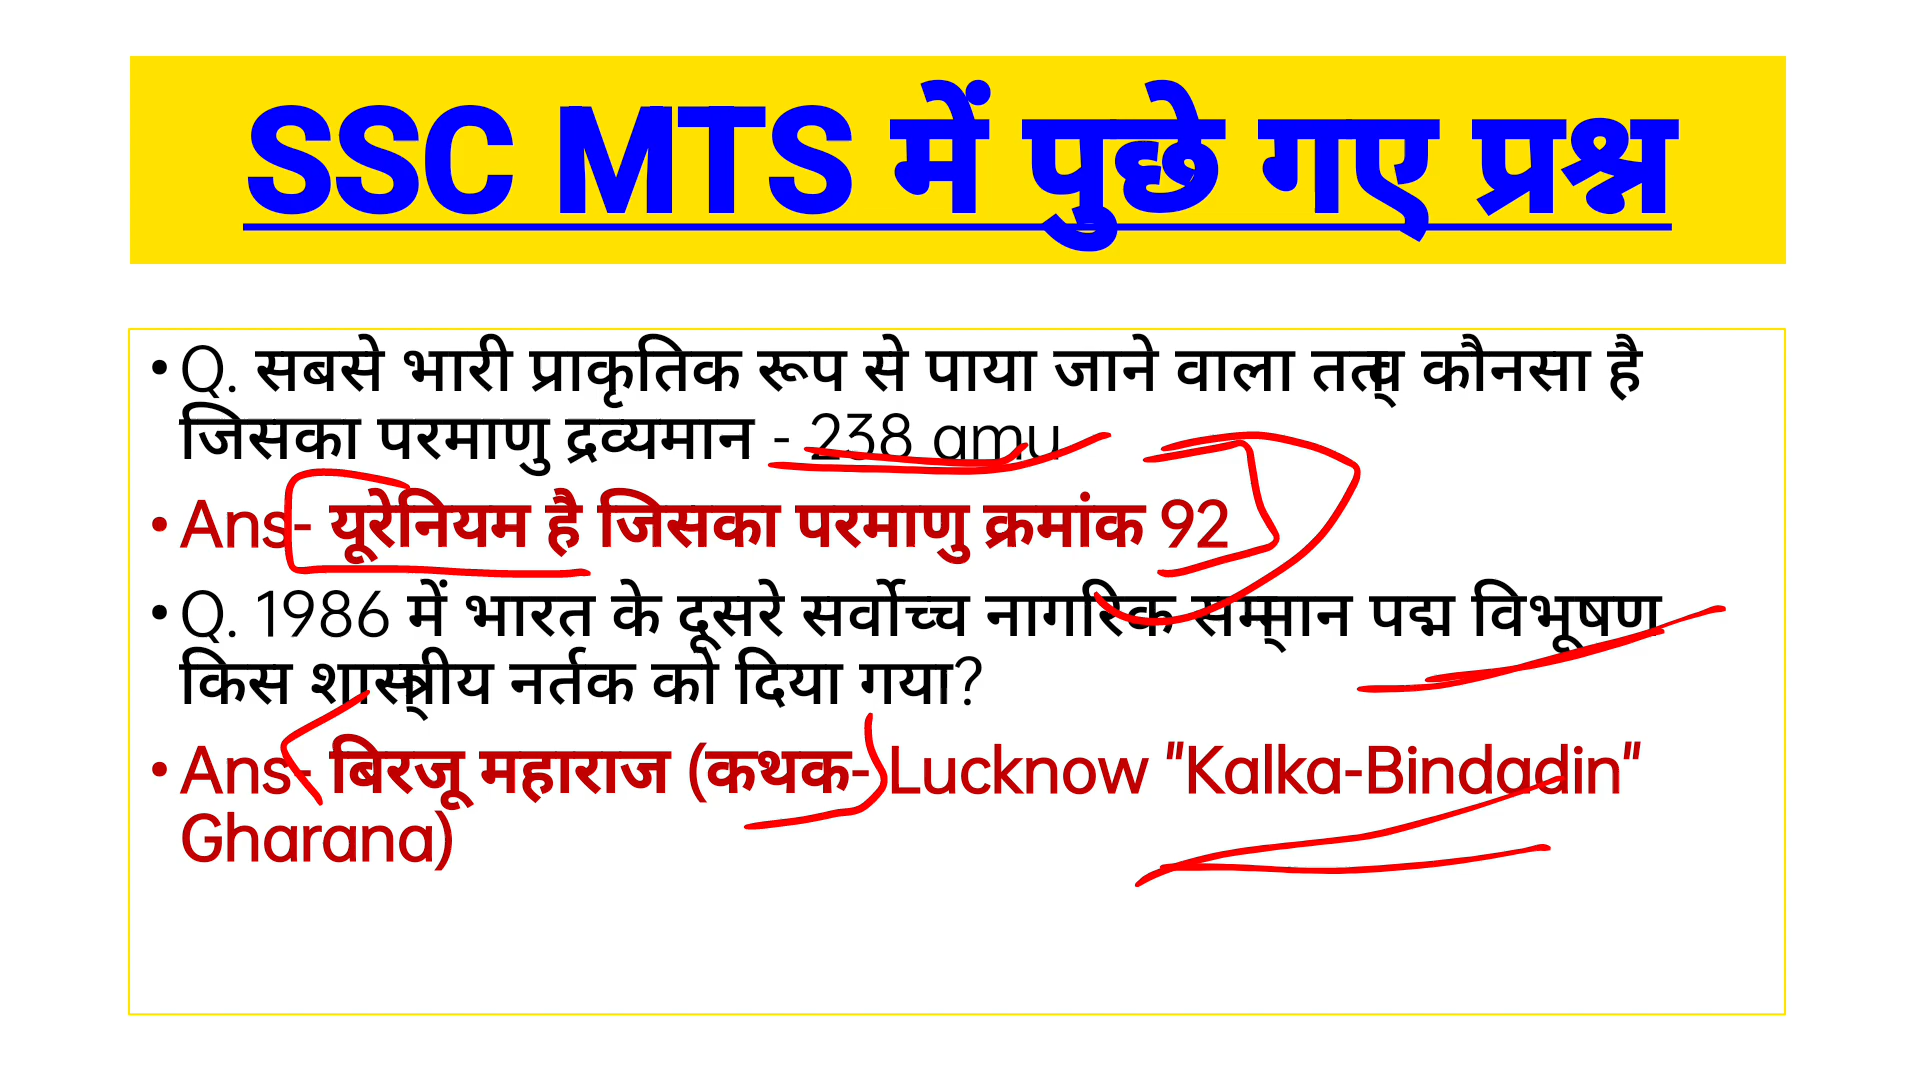 SSC MTS में पुछे गए प्रश्न
• Q. सबसे भारी प्राकृतिक रूप से पाया जाने वाला तत्व कौनसा है
जिसका परमाणु द्रव्यमान - 238 amu
• Ans- यूरेनियम है जिसका परमाणु क्रमांक 92
• Q. 1986 में भारत के दूसरे सर्वोच्च नागरिक सम्मान पद्म विभूषण
किस शास्त्रीय नर्तक को दिया गया?
• Ans- बिरजू महाराज (कथक- Lucknow "Kalka-Bindadin"
Gharana)